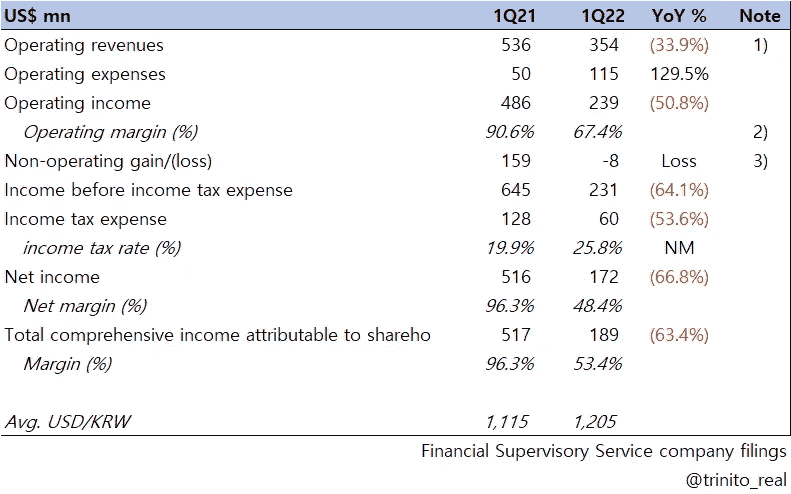 US$ mn 1Q21 1Q22 YoY % Note
Operating revenues 536 354 (33.9%) 1)
Operating expenses 50 115 129.5%
Operating income 486 239 (50.8%)
Operating margin (%) 90.6% 67.4% 2)
Non-operating gain/(loss) 159 -8 Loss 3)
Income before income tax expense 645 231 (64.1%)
Income tax expense 128 60 (53.6%)
income tax rate (%) 19.9% 25.8% NM
Net income 516 172 (66.8%)
Net margin (%) 96.3% 48.4%
Total comprehensive income attributable to shareho 517 189 (63.4%)
Margin (%) 96.3% 53.4%
Avg. USD/KRW 1,115 1,205
Financial Supervisory Service company filings
@trinito_real